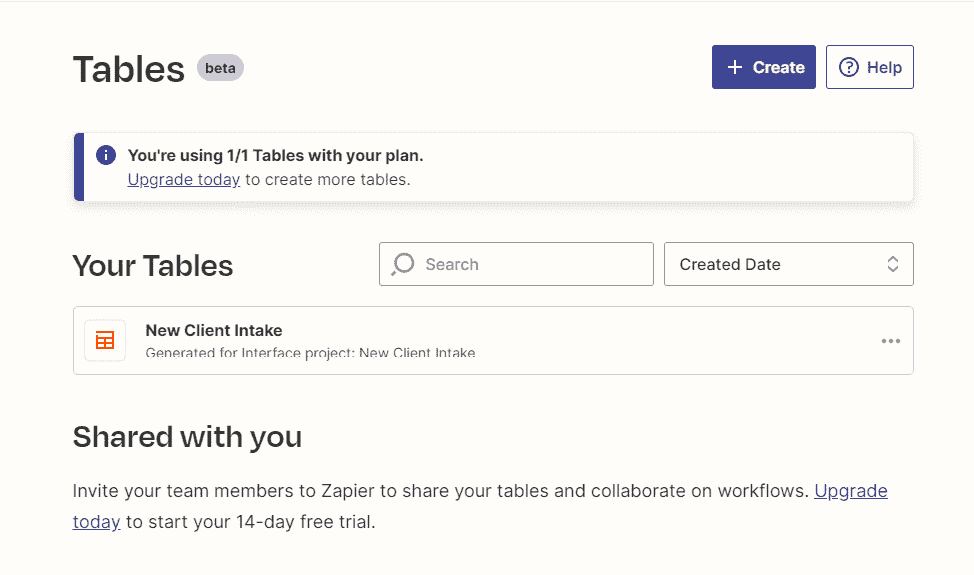 Tables beta
+ Create
Help
You're using 1/1 Tables with your plan.
Upgrade today to create more tables.
Your Tables
Search
Created Date
New Client Intake
Generated for Interface project: New Client Intake
Shared with you
Invite your team members to Zapier to share your tables and collaborate on workflows. Upgrade
today to start your 14-day free trial.